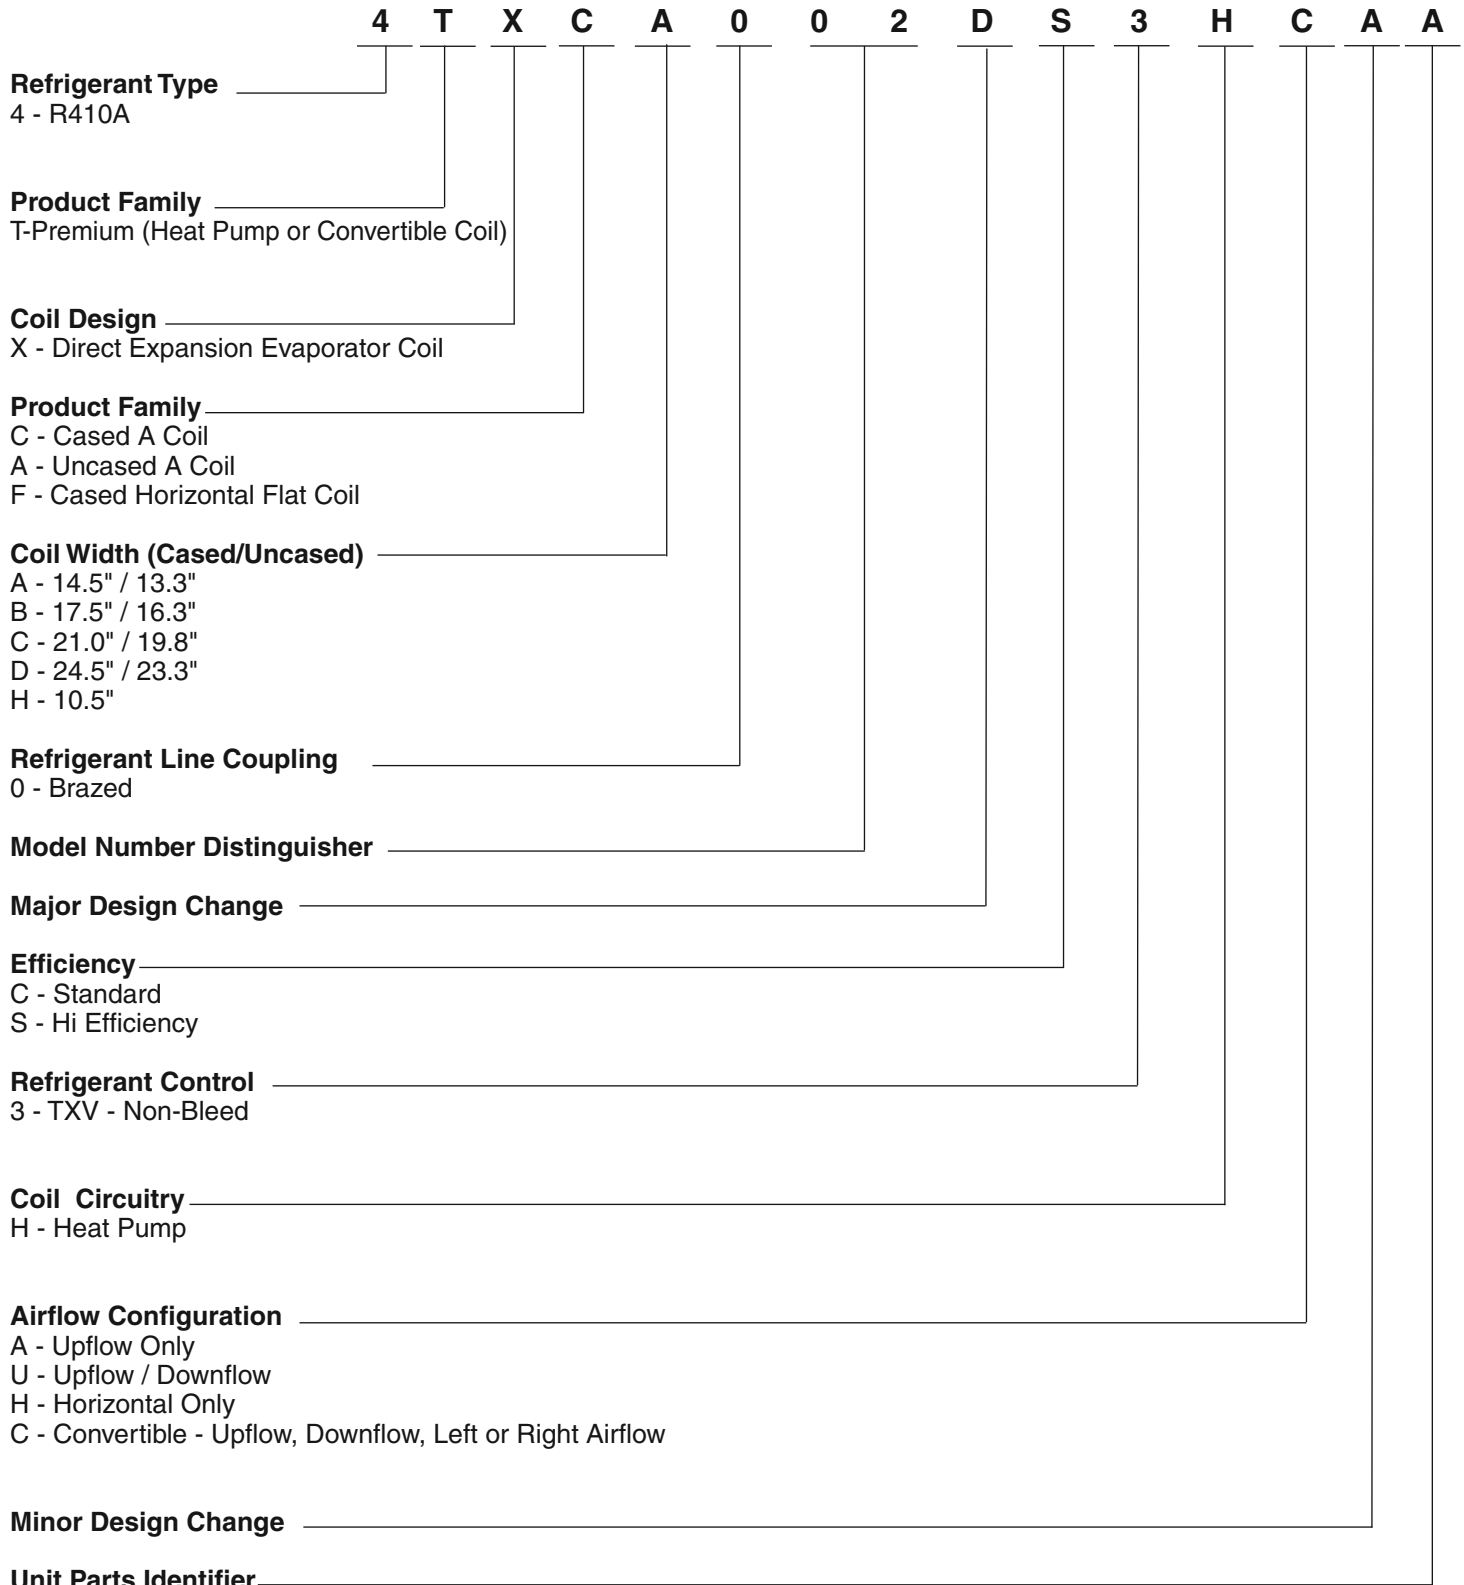 4 T X C A 0 0 2 D S 3 H C A A
Refrigerant Type
4 - R410A
Product Family
T-Premium (Heat Pump or Convertible Coil)
Coil Design
X - Direct Expansion Evaporator Coil
Product Family
C - Cased A Coil
A - Uncased A Coil
F - Cased Horizontal Flat Coil
Coil Width (Cased/Uncased)
A - 14.5" / 13.3"
B - 17.5" / 16.3"
C - 21.0" / 19.8"
D - 24.5" / 23.3"
H - 10.5"
Refrigerant Line Coupling
0 - Brazed
Model Number Distinguisher
Major Design Change
Efficiency
C - Standard
S - Hi Efficiency
Refrigerant Control
3 - TXV - Non-Bleed
Coil Circuitry
H - Heat Pump
Airflow Configuration
A - Upflow Only
U - Upflow / Downflow
H - Horizontal Only
C - Convertible - Upflow, Downflow, Left or Right Airflow
Minor Design Change
Unit Parts Identifier